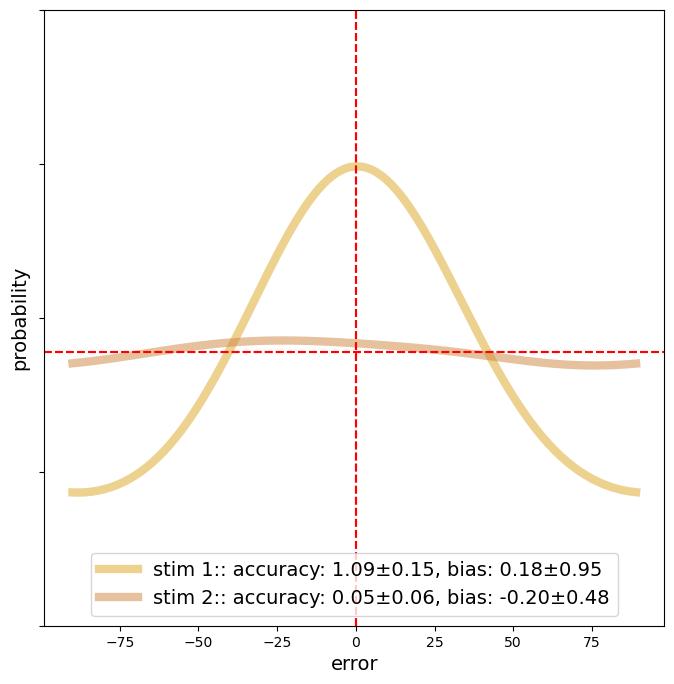 probability
stim 1:: accuracy: 1.09±0.15, bias: 0.18±0.95
stim 2:: accuracy: 0.05±0.06, bias: -0.20±0.48
−75 −50 −25 0 25 50 75
error